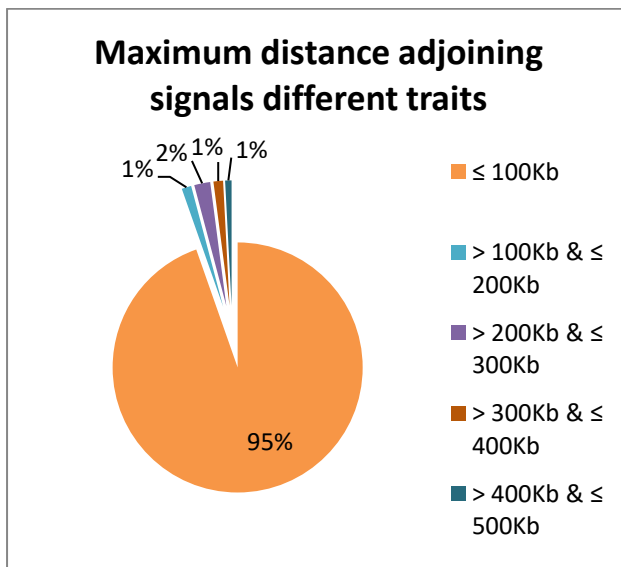 Maximum distance adjoining
signals different traits
1%
2%
1%
1%
95%
≤ 100Kb
> 100Kb & ≤
200Kb
> 200Kb & ≤
300Kb
> 300Kb & ≤
400Kb
> 400Kb & ≤
500Kb